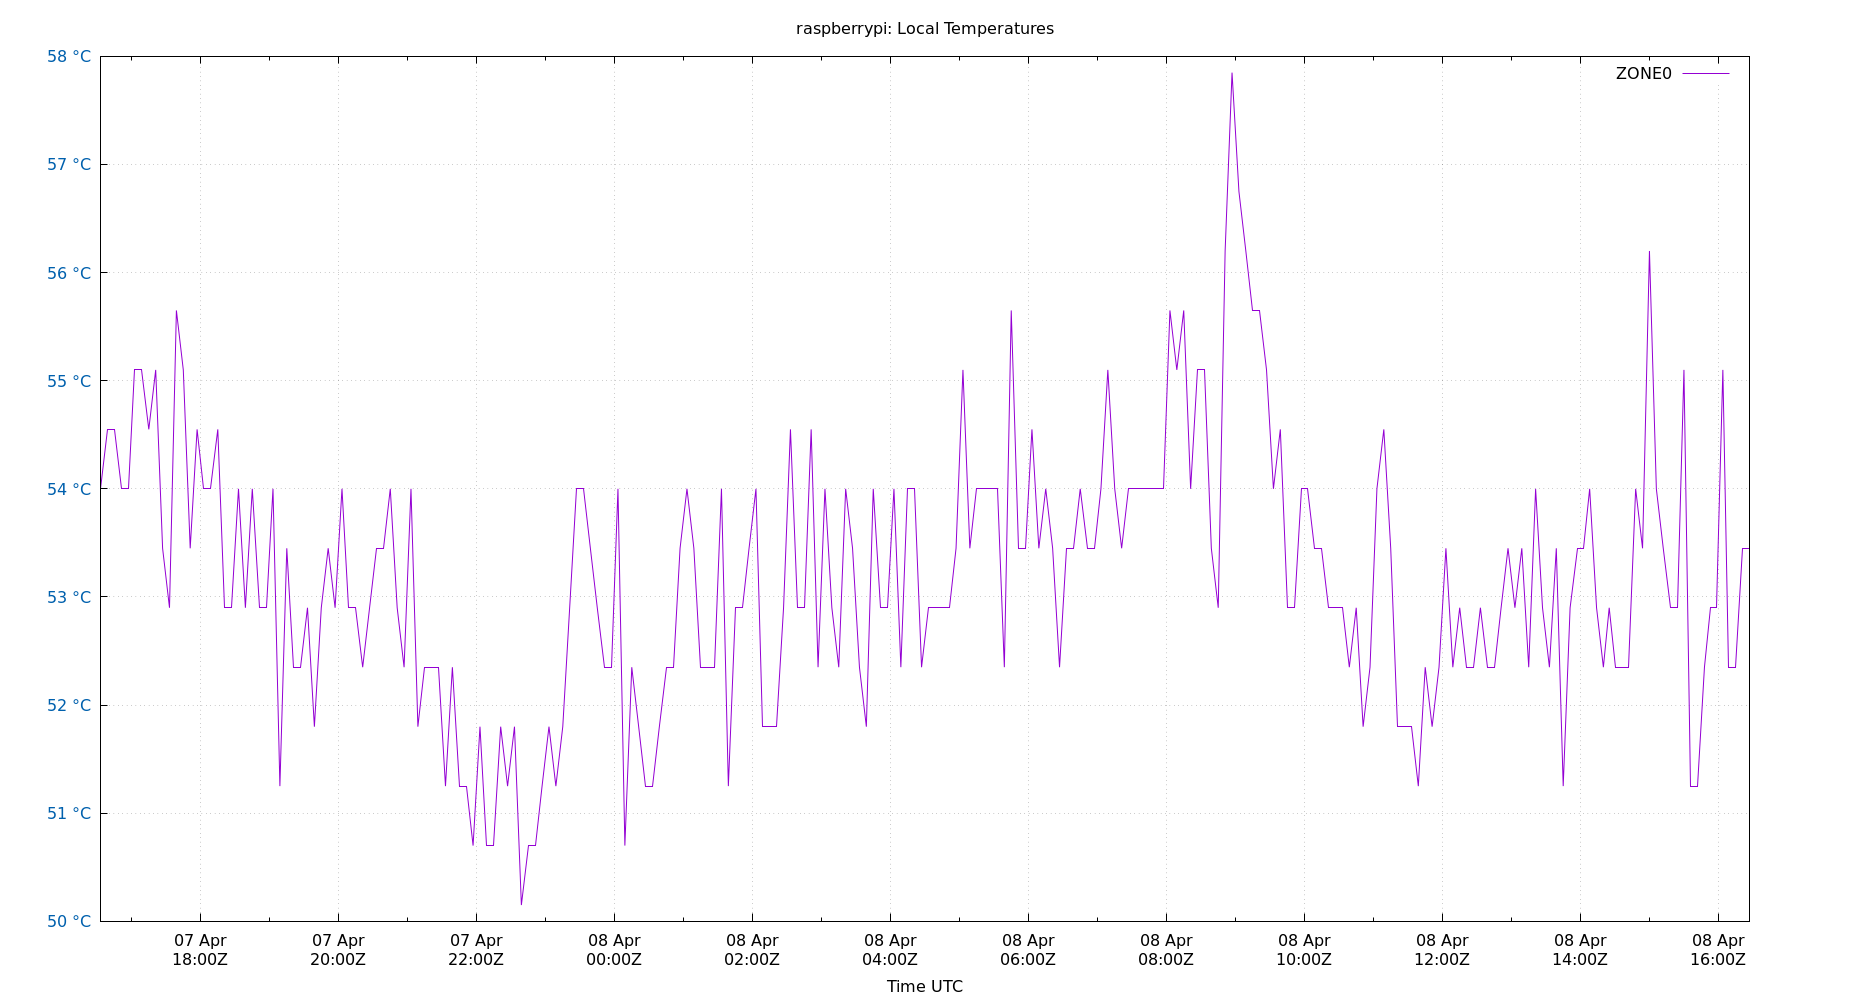 raspberrypi: Local Temperatures
58 °C
ZONE0
57 °C
56 °C
55 °C
54 °C
53 °C
52 °C
51 °C
50 °C
07 Apr 07 Apr 07 Apr 08 Apr 08 Apr 08 Apr 08 Apr 08 Apr 08 Apr 08 Apr 08 Apr 08 Apr
18:00Z 20:00Z 22:00Z 00:00Z 02:00Z 04:00Z 06:00Z 08:00Z 10:00Z 12:00Z 14:00Z 16:00Z
Time UTC